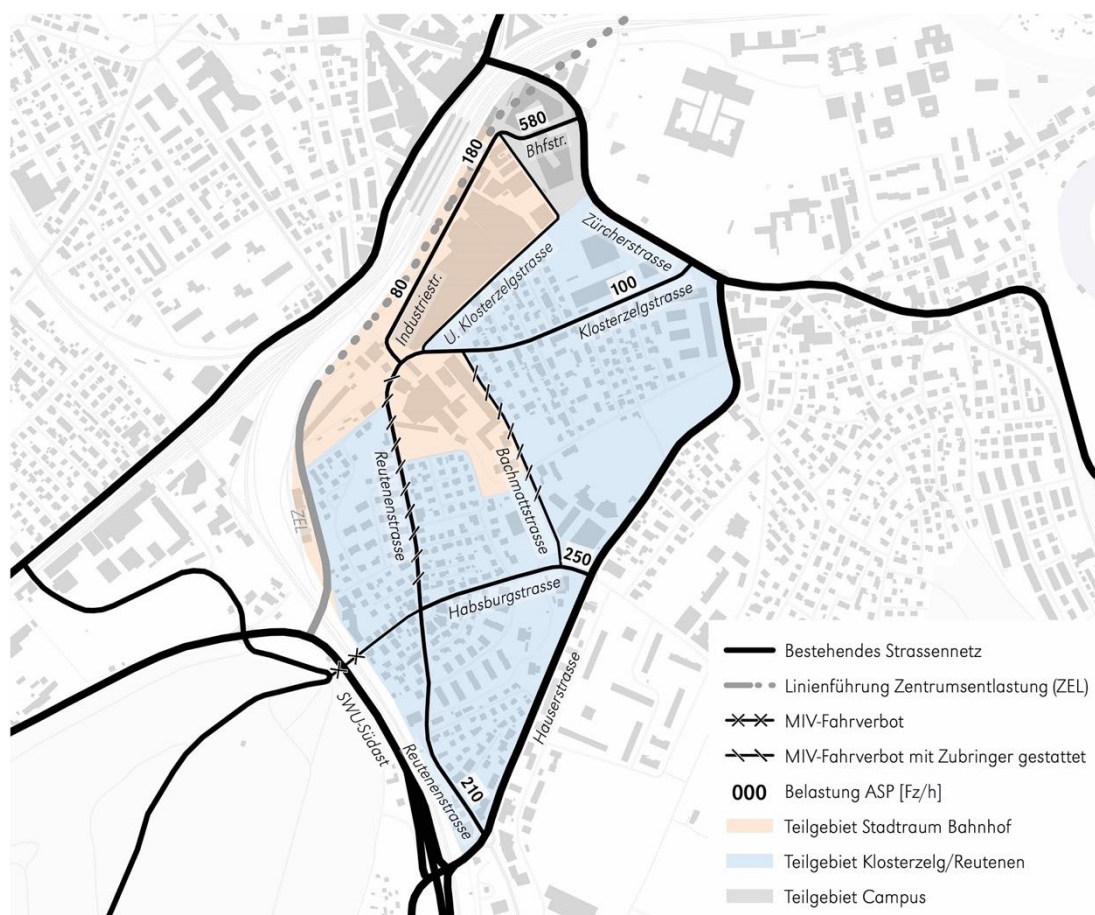 580
Bhfstr.
180
Zürcherstrasse
80
Industriestr.
U. Klosterzelgstrasse
100
Klosterzelgstrasse
Reutenenstrasse
Bachmattstrasse
ZEL
250
Habsburgstrasse
SWU-Südast
Hauserstrasse
Reutenenstrasse
210
Bestehendes Strassennetz
Linienführung Zentrumsentlastung (ZEL)
MIV-Fahrverbot
MIV-Fahrverbot mit Zubringer gestattet
000 Belastung ASP [Fz/h]
Teilgebiet Stadtraum Bahnhof
Teilgebiet Klosterzelg/Reutenen
Teilgebiet Campus